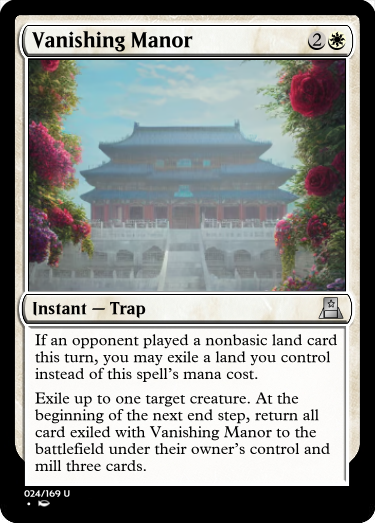 Vanishing Manor 2
Instant — Trap
If an opponent played a nonbasic land card
this turn, you may exile a land you control
instead of this spell's mana cost.
Exile up to one target creature. At the
beginning of the next end step, return all
card exiled with Vanishing Manor to the
battlefield under their owner's control and
mill three cards.
024/169 U